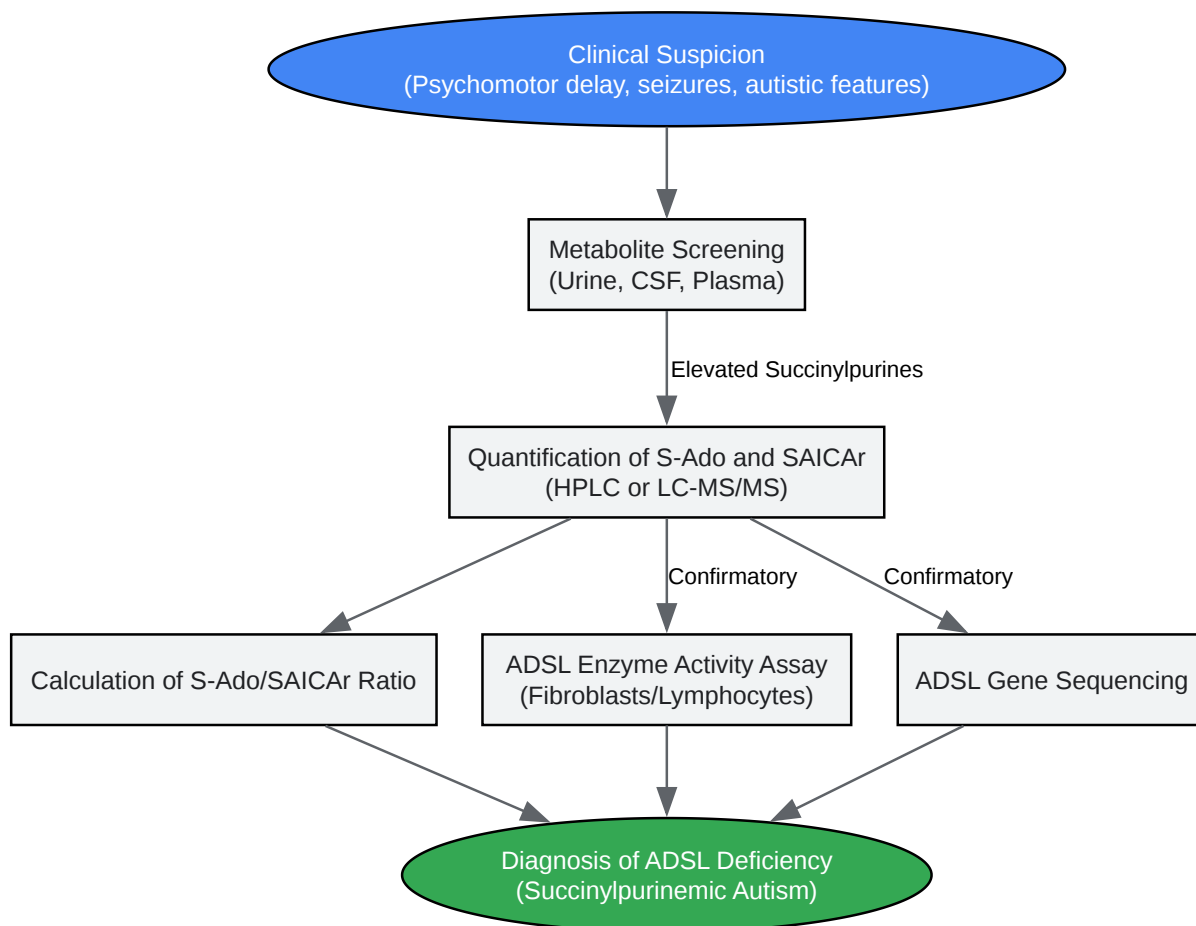 Clinical Suspicion
(Psychomotor delay, seizures, autistic features)
Metabolite Screening
(Urine, CSF, Plasma)
Elevated Succinylpurines
Quantification of S-Ado and SAICAr
(HPLC or LC-MS/MS)
Confirmatory
Confirmatory
Calculation of S-Ado/SAICAr Ratio
ADSL Enzyme Activity Assay
(Fibroblasts/Lymphocytes)
ADSL Gene Sequencing
Diagnosis of ADSL Deficiency
(Succinylpurinemic Autism)